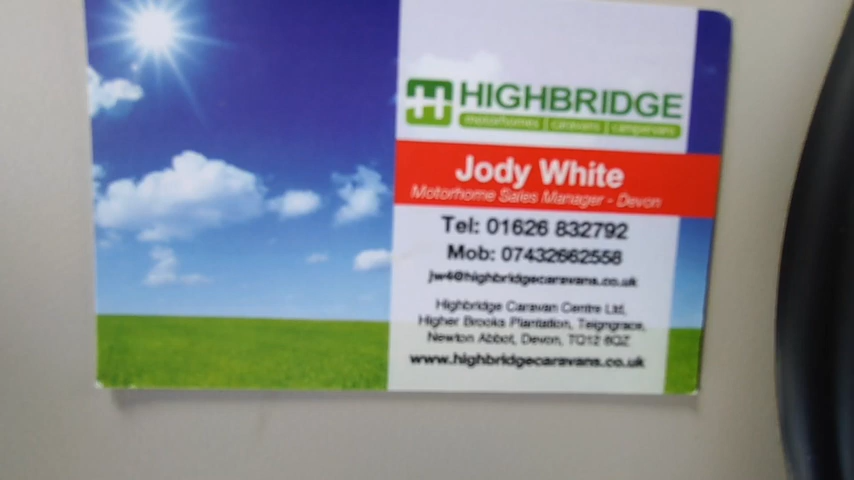 HIGHBRIDGE
motorhomes | caravans | campervans
Jody White
Motorhome Sales Manager - Devon
Tel: 01626 832792
Mob: 07432662558
jw4@highbridgecaravans.co.uk
Highbridge Caravan Centre Ltd,
Higher Brooks Plantation, Teigngrace,
Newton Abbot, Devon, TQ12 6QZ
www.highbridgecaravans.co.uk